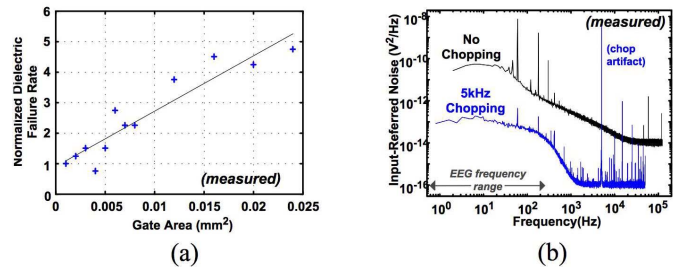 (a)
6
5
4
3
2
1
0
Normalized Dielectric
Failure Rate
(measured)
0
0.005
0.01
0.015
0.02
0.025
Gate Area (mm²)
(a)
(b)
10⁻⁸
10⁻¹⁰
10⁻¹²
10⁻¹³
10⁻¹⁴
10⁻¹⁶
Input-Referred Noise (V²/Hz)
(measured)
No
Chopping
(chop
artifact)
5kHz
Chopping
EEG frequency
range
10⁰
10¹
10²
10³
10⁴
10⁵
Frequency(Hz)
(b)